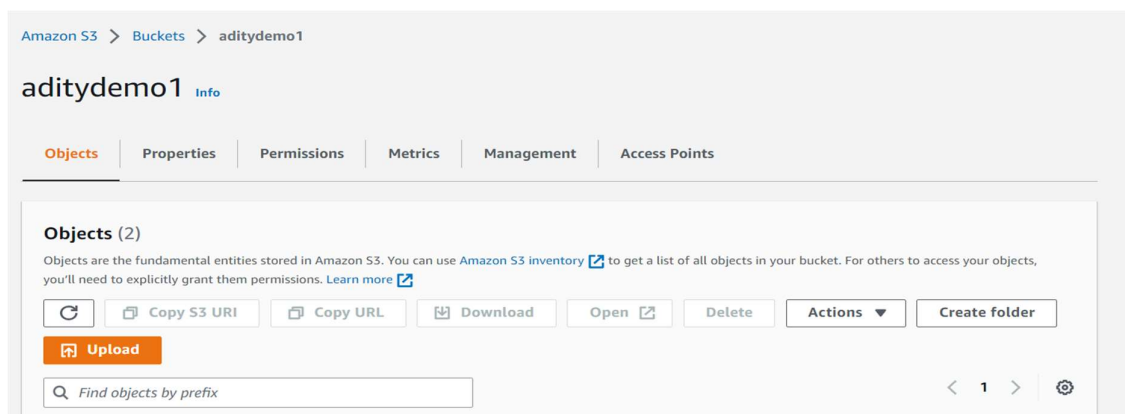 Amazon S3 > Buckets > aditydemo1
aditydemo1 Info
Objects Properties Permissions Metrics Management Access Points
Objects (2)
Objects are the fundamental entities stored in Amazon S3. You can use Amazon S3 inventory to get a list of all objects in your bucket. For others to access your objects,
you'll need to explicitly grant them permissions. Learn more
Copy S3 URI Copy URL Download Open Delete Actions Create folder
Upload
Find objects by prefix < 1 >